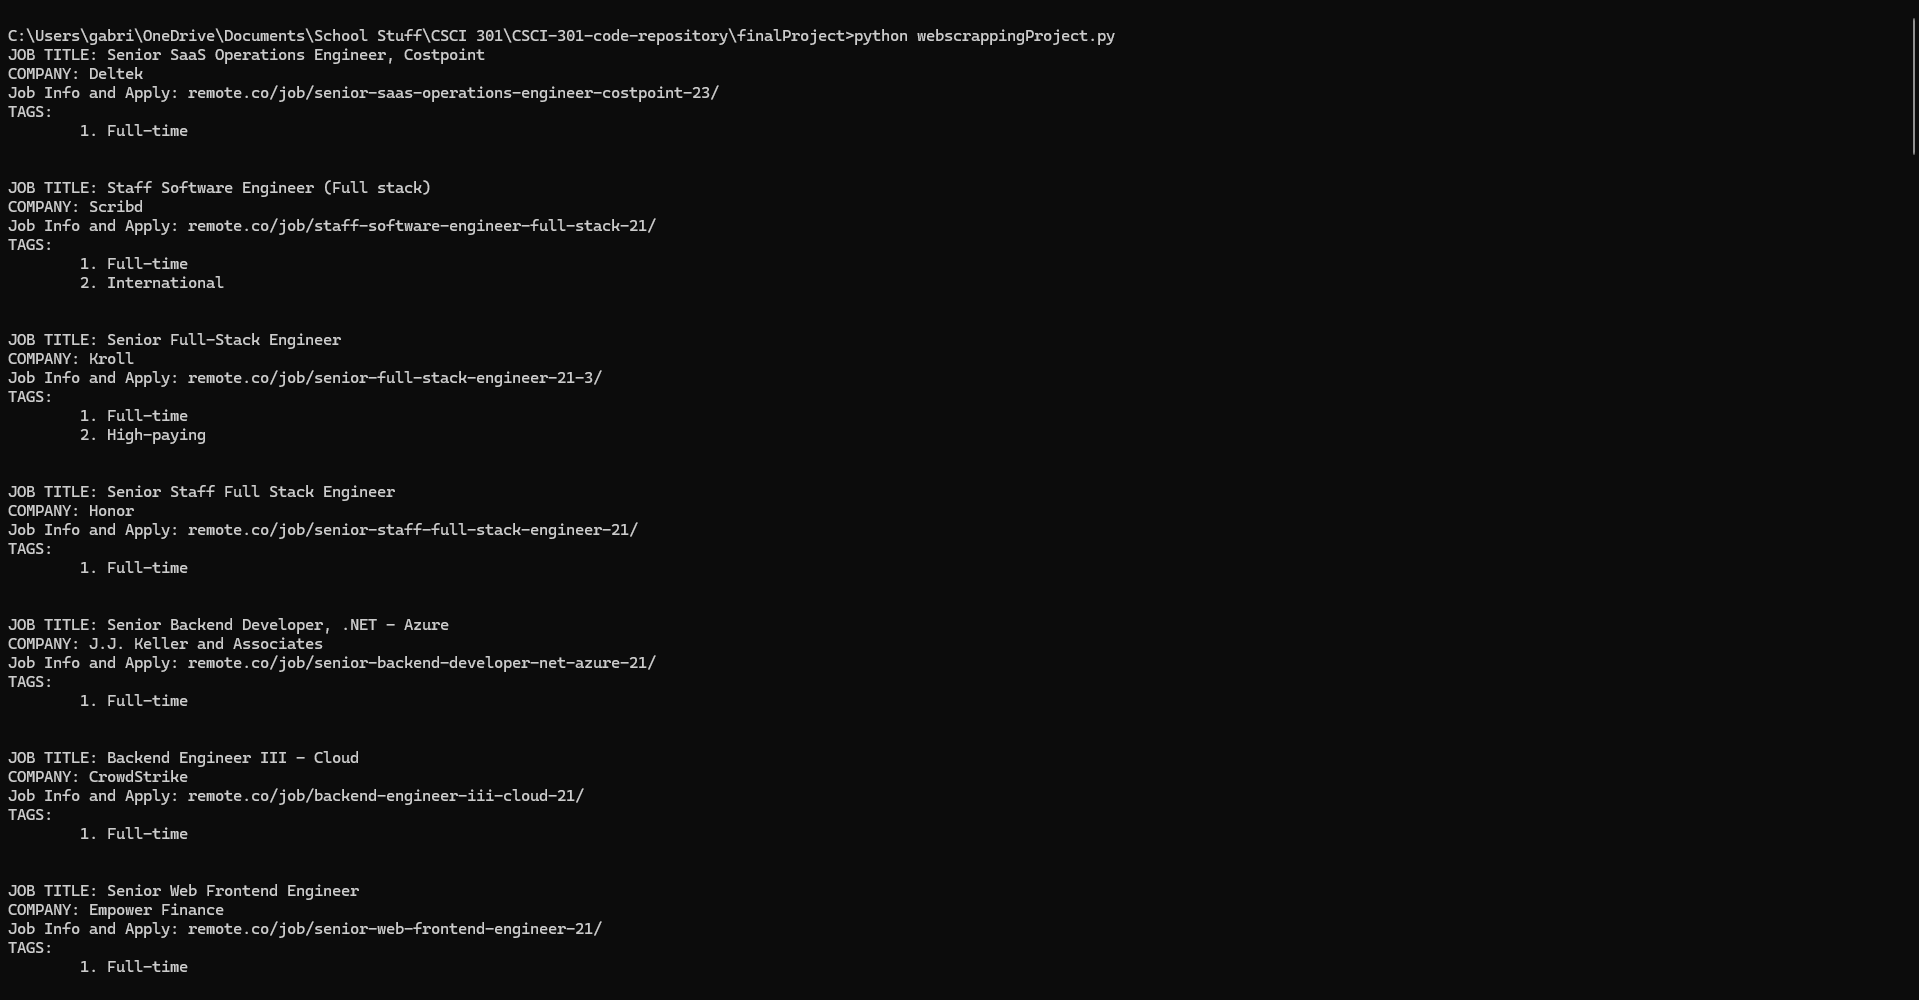 C:\Users\gabri\OneDrive\Documents\School Stuff\CSCI 301\CSCI-301-code-repository\finalProject>python webscrappingProject.py
JOB TITLE: Senior SaaS Operations Engineer, Costpoint
COMPANY: Deltek
Job Info and Apply: remote.co/job/senior-saas-operations-engineer-costpoint-23/
TAGS:
1. Full-time
JOB TITLE: Staff Software Engineer (Full stack)
COMPANY: Scribd
Job Info and Apply: remote.co/job/staff-software-engineer-full-stack-21/
TAGS:
1. Full-time
2. International
JOB TITLE: Senior Full-Stack Engineer
COMPANY: Kroll
Job Info and Apply: remote.co/job/senior-full-stack-engineer-21-3/
TAGS:
1. Full-time
2. High-paying
JOB TITLE: Senior Staff Full Stack Engineer
COMPANY: Honor
Job Info and Apply: remote.co/job/senior-staff-full-stack-engineer-21/
TAGS:
1. Full-time
JOB TITLE: Senior Backend Developer, .NET - Azure
COMPANY: J.J. Keller and Associates
Job Info and Apply: remote.co/job/senior-backend-developer-net-azure-21/
TAGS:
1. Full-time
JOB TITLE: Backend Engineer III - Cloud
COMPANY: CrowdStrike
Job Info and Apply: remote.co/job/backend-engineer-iii-cloud-21/
TAGS:
1. Full-time
JOB TITLE: Senior Web Frontend Engineer
COMPANY: Empower Finance
Job Info and Apply: remote.co/job/senior-web-frontend-engineer-21/
TAGS:
1. Full-time